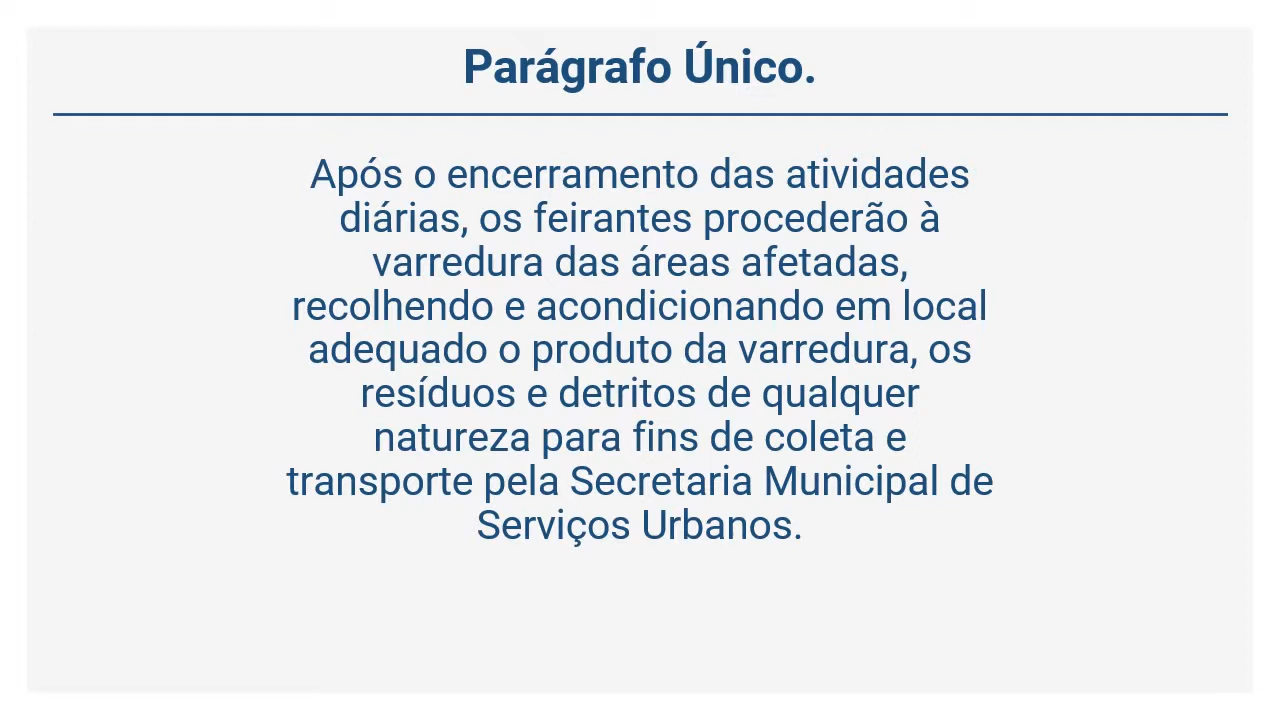 Parágrafo Único.
Após o encerramento das atividades
diárias, os feirantes procederão à
varredura das áreas afetadas,
recolhendo e acondicionando em local
adequado o produto da varredura, os
resíduos e detritos de qualquer
natureza para fins de coleta e
transporte pela Secretaria Municipal de
Serviços Urbanos.